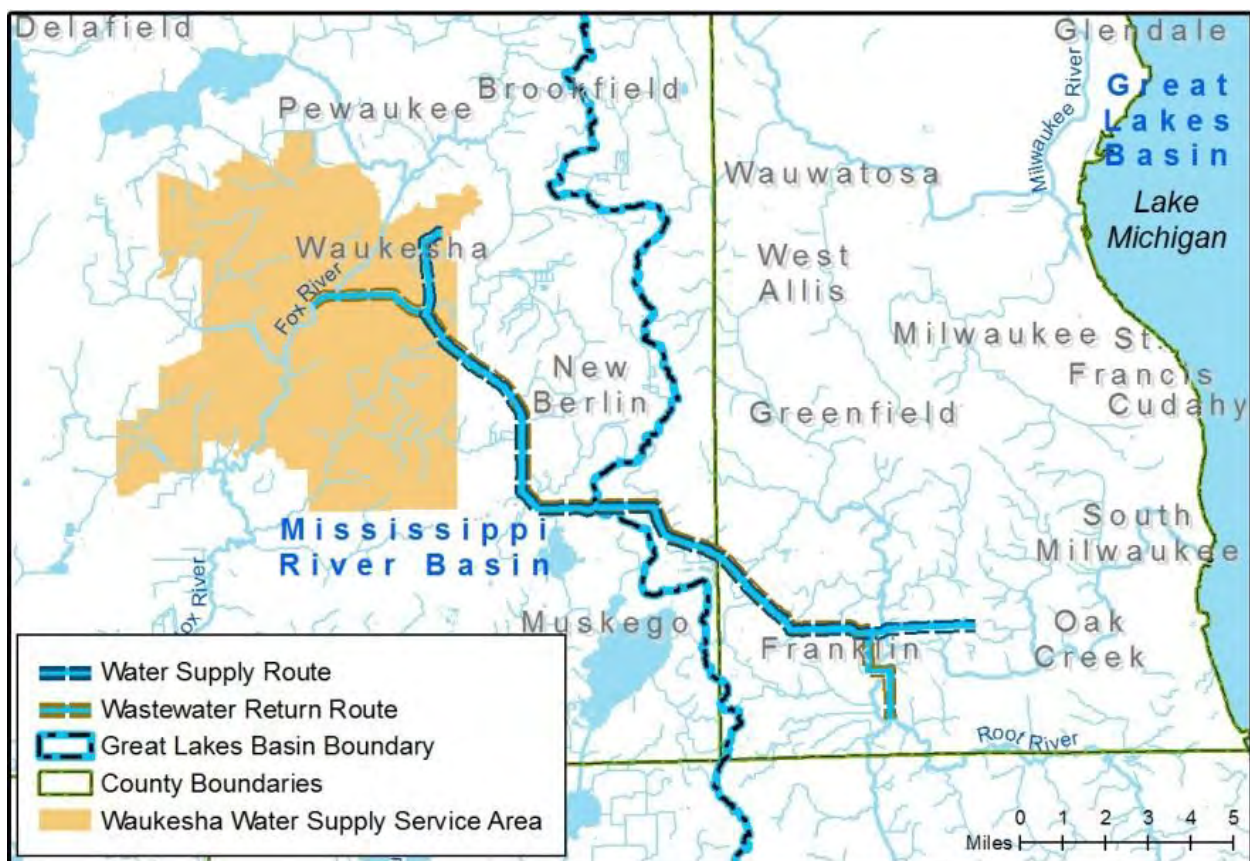 Delafield
Glendale
Brookfield
Pewaukee
Milwaukee River
Great
Lakes
Basin
Wauwatosa
Lake
Michigan
Waukesha
West
Allis
Fox River
Milwaukee
St.
Francis
Cudahy
New
Berlin
Greenfield
Mississippi
River Basin
South
Milwaukee
Fox River
Muskego
Franklin
Oak
Creek
Root River
Water Supply Route
Wastewater Return Route
Great Lakes Basin Boundary
County Boundaries
Waukesha Water Supply Service Area
Miles 0 1 2 3 4 5